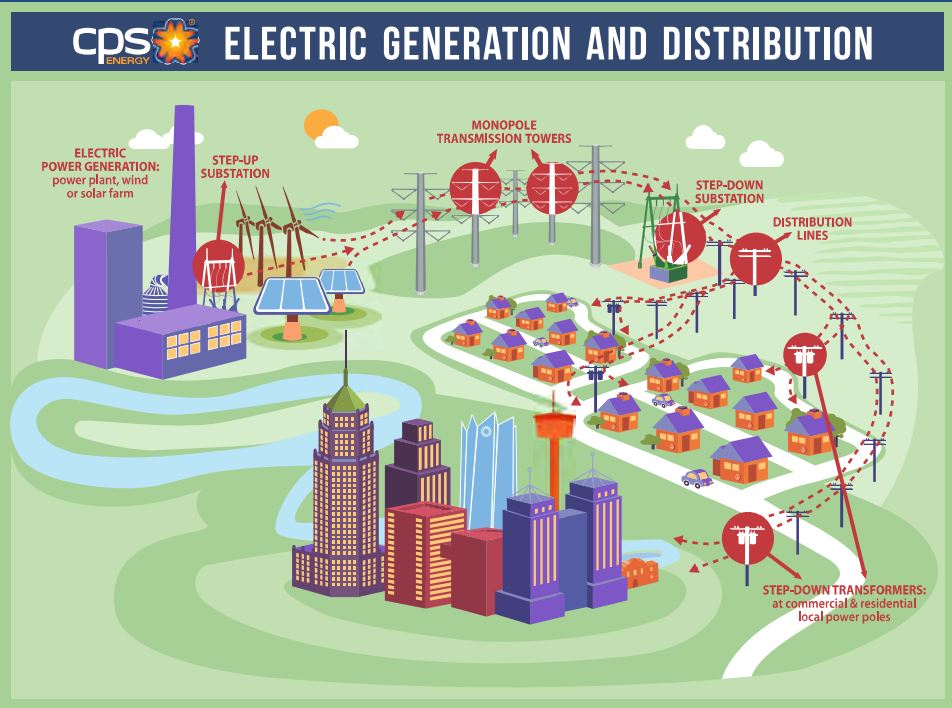 cps
ENERGY
®
ELECTRIC GENERATION AND DISTRIBUTION
ELECTRIC
POWER GENERATION:
power plant, wind
or solar farm
STEP-UP
SUBSTATION
MONOPOLE
TRANSMISSION TOWERS
STEP-DOWN
SUBSTATION
DISTRIBUTION
LINES
STEP-DOWN TRANSFORMERS:
at commercial & residential
local power poles